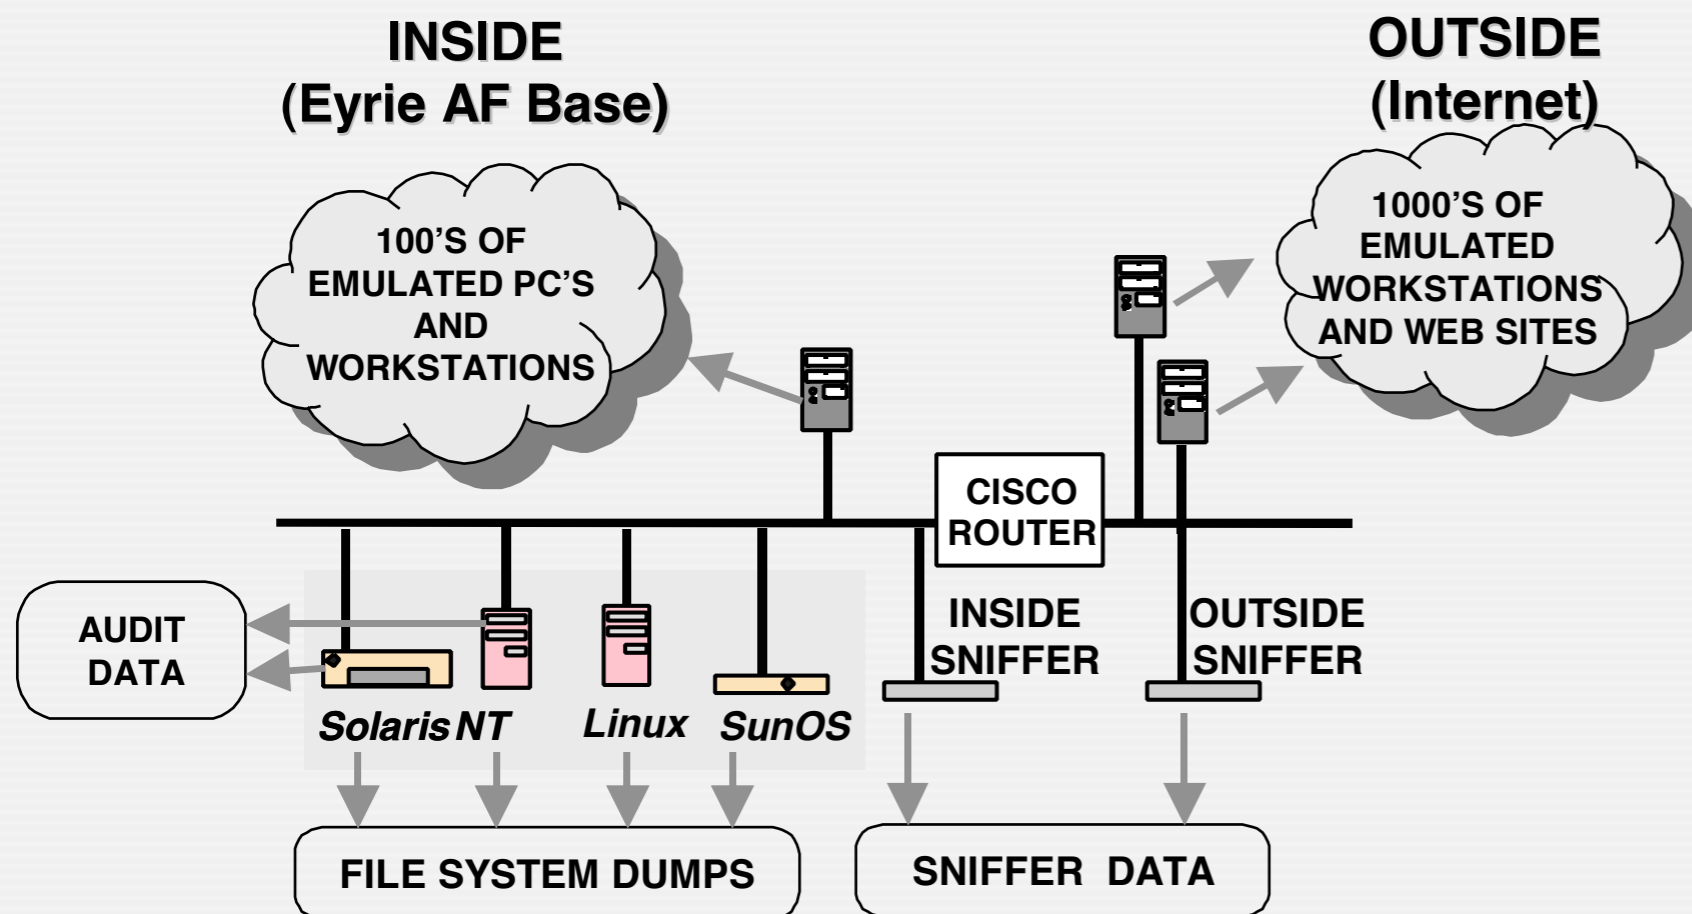 INSIDE
(Eyrie AF Base)
OUTSIDE
(Internet)
100'S OF
EMULATED PC'S
AND
WORKSTATIONS
1000'S OF
EMULATED
WORKSTATIONS
AND WEB SITES
CISCO
ROUTER
AUDIT
DATA
INSIDE
SNIFFER
OUTSIDE
SNIFFER
Solaris NT Linux SunOS
FILE SYSTEM DUMPS
SNIFFER DATA